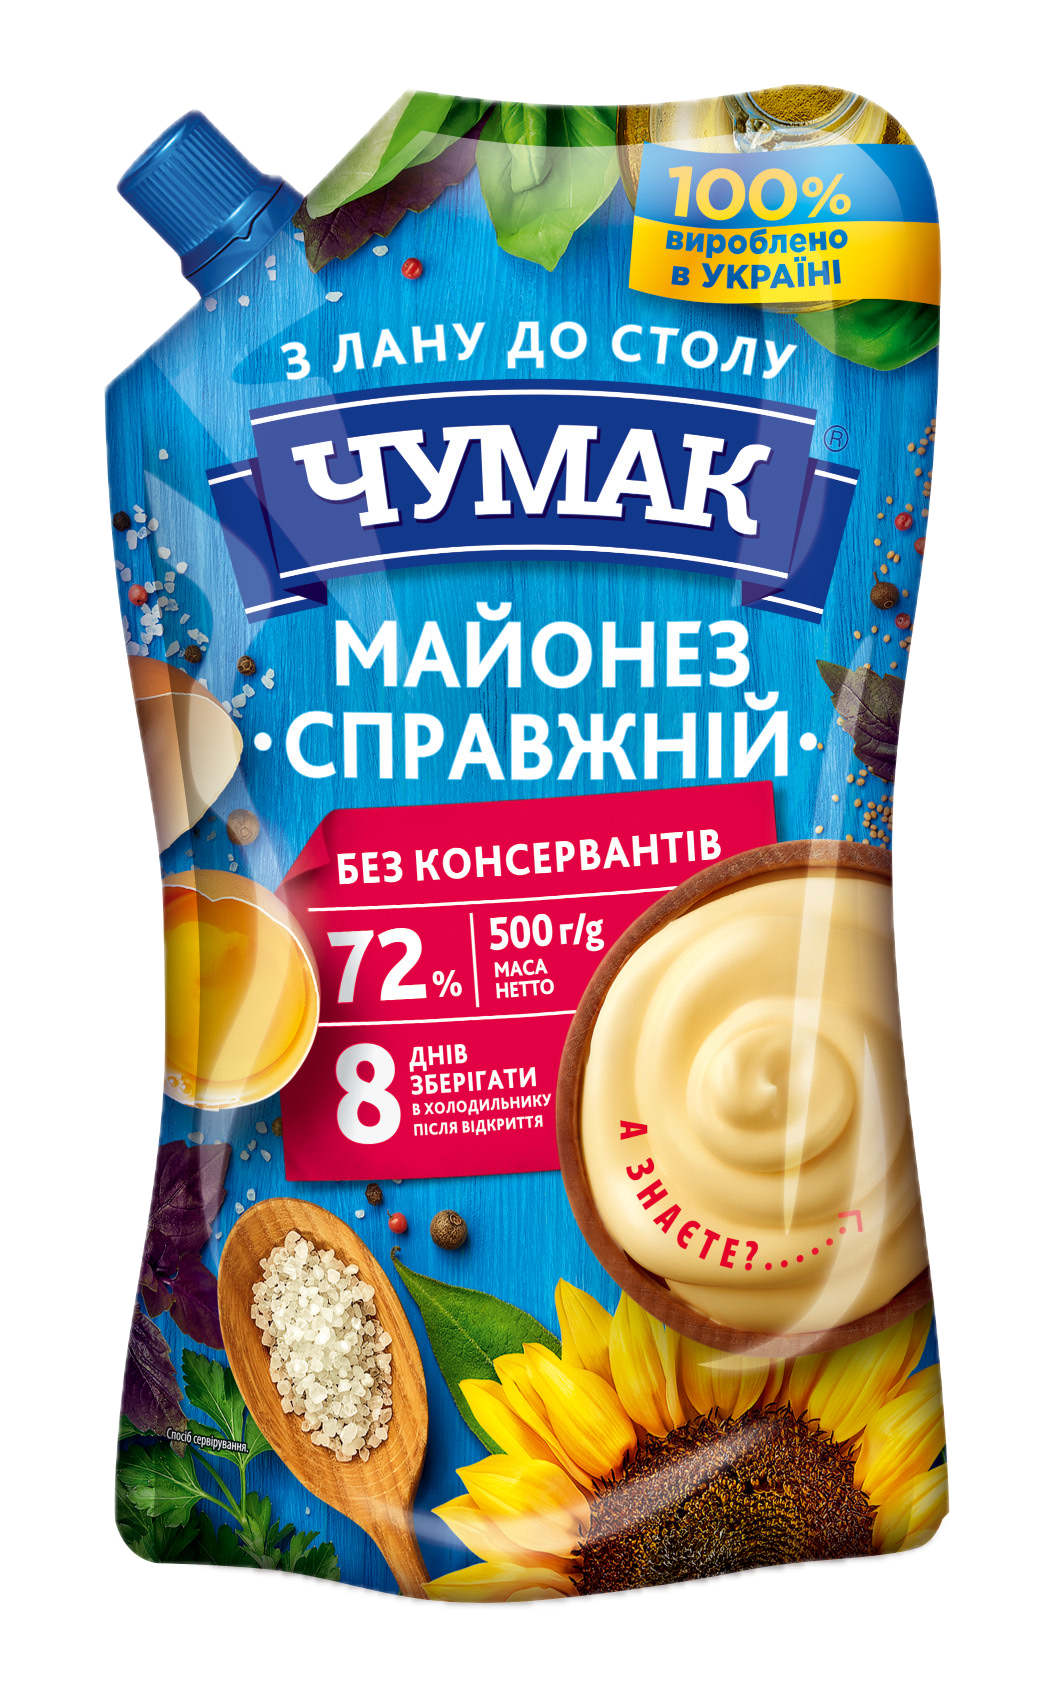 100%
вироблено
в УКРАЇНІ
З ЛАНУ ДО СТОЛУ
ЧУМАК ®
МАЙОНЕЗ
•СПРАВЖНІЙ•
БЕЗ КОНСЕРВАНТІВ
72%
500 г/g
МАСА
НЕТТО
8
ДНІВ
ЗБЕРІГАТИ
В ХОЛОДИЛЬНИКУ
ПІСЛЯ ВІДКРИТТЯ
А ЗНАЄТЕ?......
Спосіб сервірування.